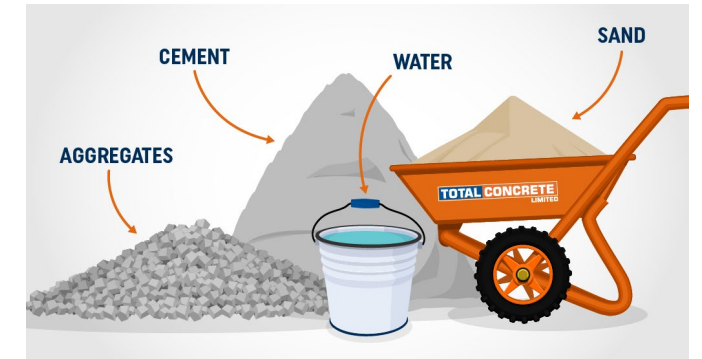 SAND
CEMENT
WATER
AGGREGATES
TOTAL CONCRETE
LIMITED